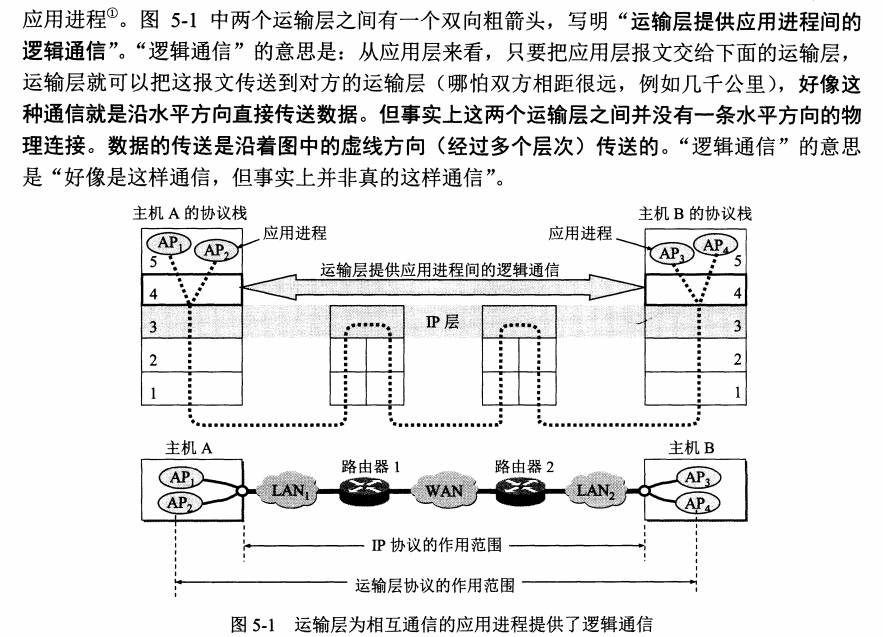 应用进程①。图 5-1 中两个运输层之间有一个双向粗箭头，写明“运输层提供应用进程间的
逻辑通信”。“逻辑通信”的意思是：从应用层来看，只要把应用层报文交给下面的运输层，
运输层就可以把这报文传送到对方的运输层（哪怕双方相距很远，例如几千公里），好像这
种通信就是沿水平方向直接传送数据。但事实上这两个运输层之间并没有一条水平方向的物
理连接。数据的传送是沿着图中的虚线方向（经过多个层次）传送的。“逻辑通信”的意思
是“好像是这样通信，但事实上并非真的这样通信”。
主机 A 的协议栈
主机 B 的协议栈
AP1
AP2
应用进程
应用进程
AP3
AP4
5
5
运输层提供应用进程间的逻辑通信
4
4
3
IP 层
3
2
2
1
1
主机 A
主机 B
AP1
AP2
LAN1
路由器 1
WAN
路由器 2
LAN2
AP3
AP4
IP 协议的作用范围
运输层协议的作用范围
图 5-1 运输层为相互通信的应用进程提供了逻辑通信